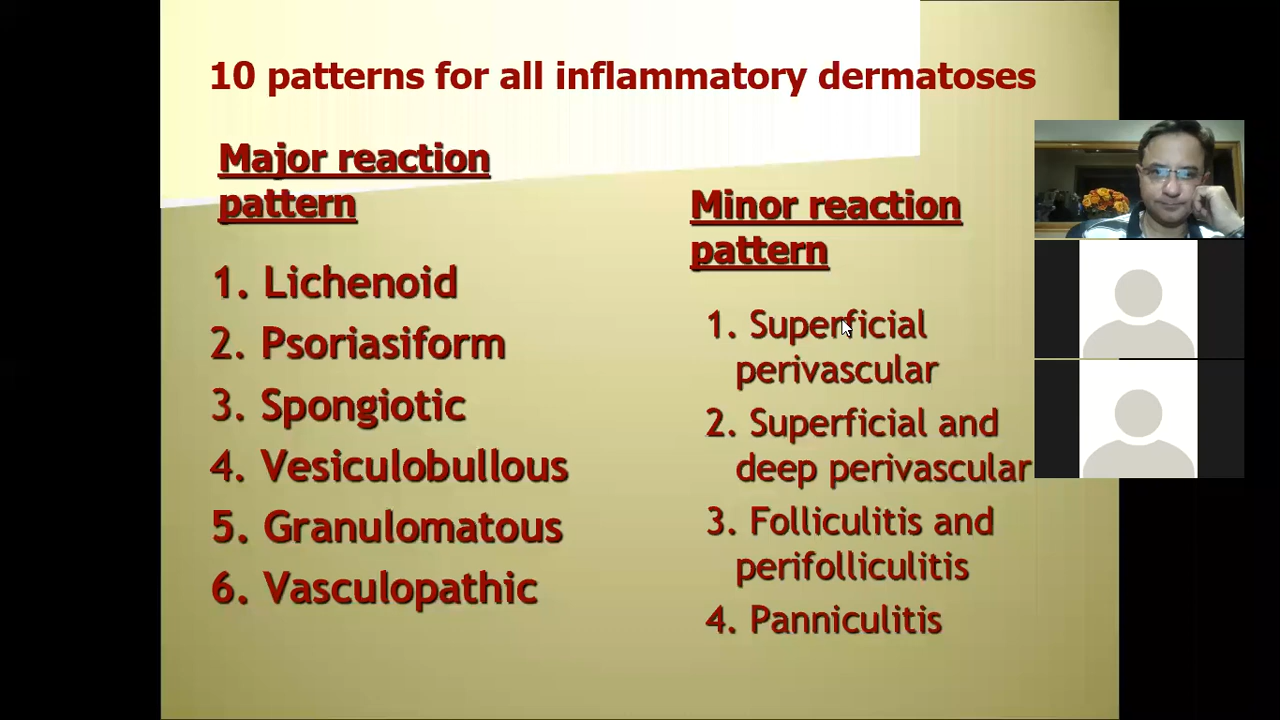 10 patterns for all inflammatory dermatoses
Major reaction
pattern
1. Lichenoid
2. Psoriasiform
3. Spongiotic
4. Vesiculobullous
5. Granulomatous
6. Vasculopathic
Minor reaction
pattern
1. Superficial
perivascular
2. Superficial and
deep perivascular
3. Folliculitis and
perifolliculitis
4. Panniculitis